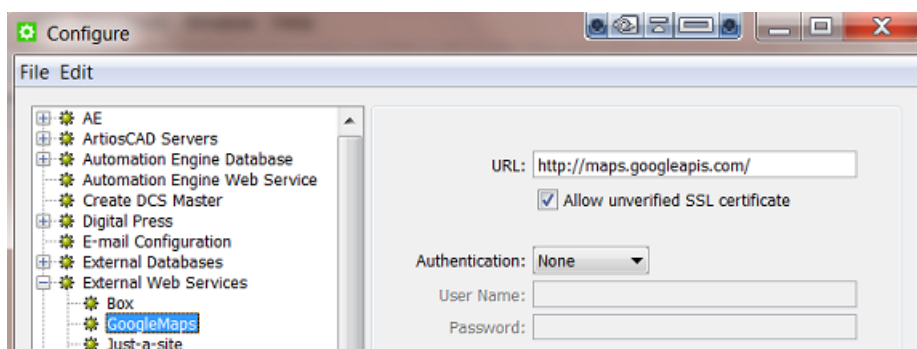 Configure
File Edit
AE
ArtiosCAD Servers
Automation Engine Database
Automation Engine Web Service
Create DCS Master
Digital Press
E-mail Configuration
External Databases
External Web Services
Box
GoogleMaps
Just-a-site
URL: http://maps.googleapis.com/
Allow unverified SSL certificate
Authentication: None
User Name:
Password: